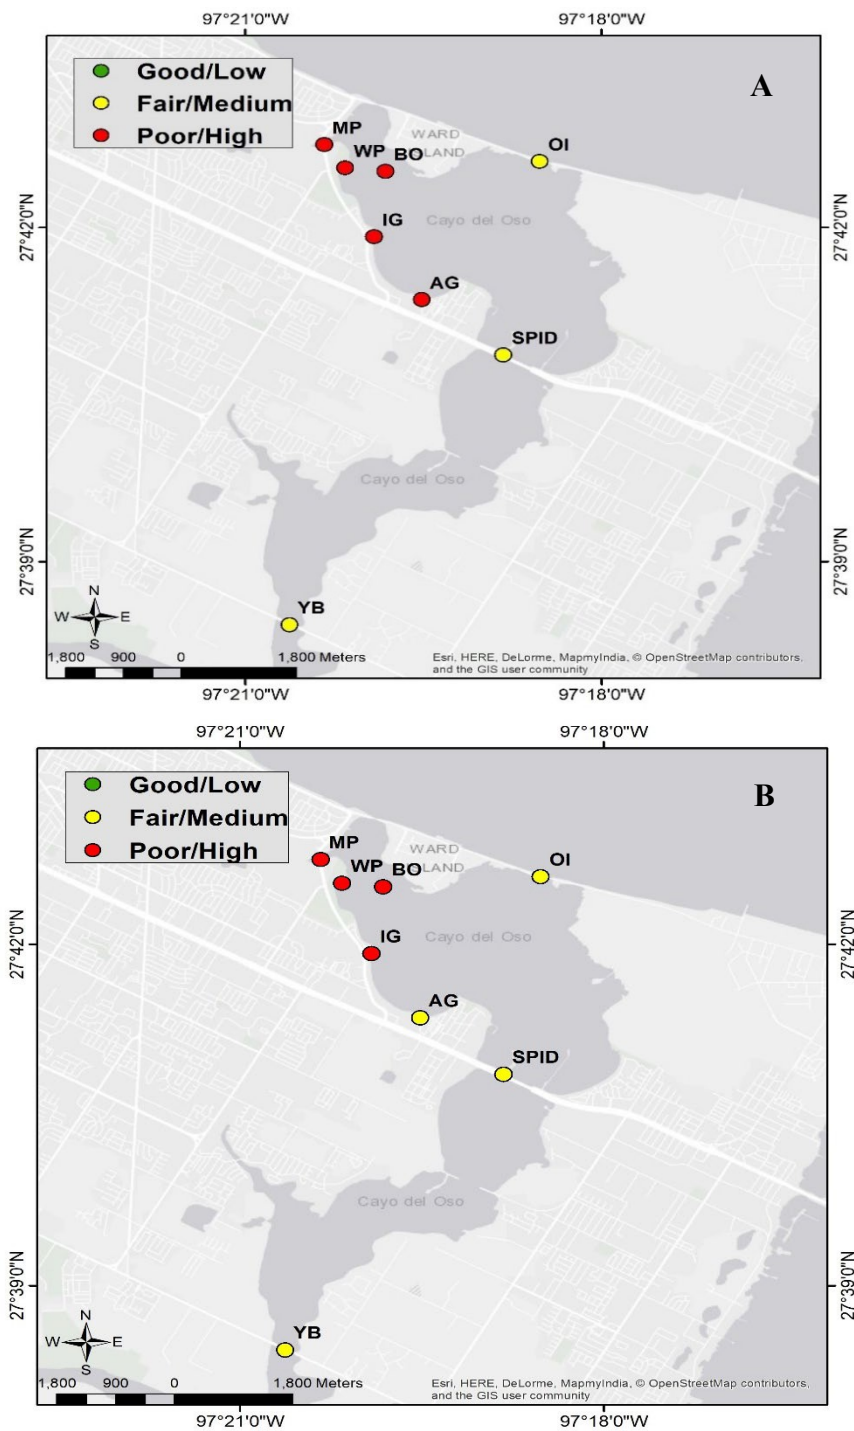 97°21'0"W 97°18'0"W
Good/Low
Fair/Medium
Poor/High
A
MP
WARD
OI
WP
BO
LAND
27°42'0"N
27°42'0"N
IG
Cayo del Oso
AG
SPID
Cayo del Oso
27°39'0"N
27°39'0"N
N
W E
S
YB
1,800 900 0 1,800 Meters
Esri, HERE, DeLorme, MapmyIndia, © OpenStreetMap contributors,
and the GIS user community
97°21'0"W 97°18'0"W
97°21'0"W 97°18'0"W
Good/Low
Fair/Medium
Poor/High
B
MP
WARD
OI
WP
BO
LAND
27°42'0"N
27°42'0"N
IG
Cayo del Oso
AG
SPID
Cayo del Oso
27°39'0"N
27°39'0"N
N
W E
S
YB
1,800 900 0 1,800 Meters
Esri, HERE, DeLorme, MapmyIndia, © OpenStreetMap contributors,
and the GIS user community
97°21'0"W 97°18'0"W